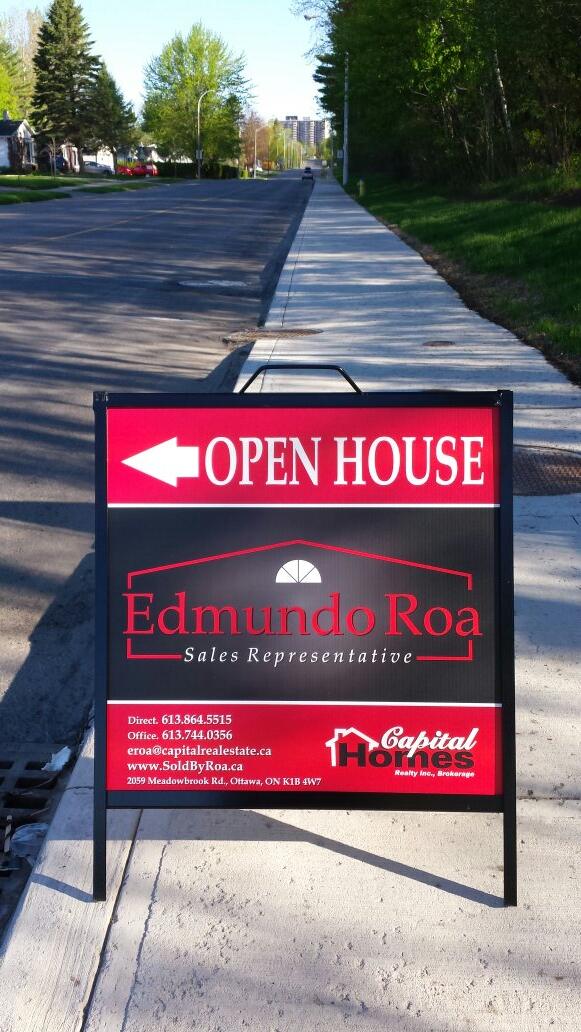 OPEN HOUSE
Edmundo Roa
Sales Representative
Direct. 613.864.5515
Office. 613.744.0356
eroa@capitalrealestate.ca
www.SoldByRoa.ca
2059 Meadowbrook Rd., Ottawa, ON K1B 4W7
Capital
Homes
Realty Inc., Brokerage